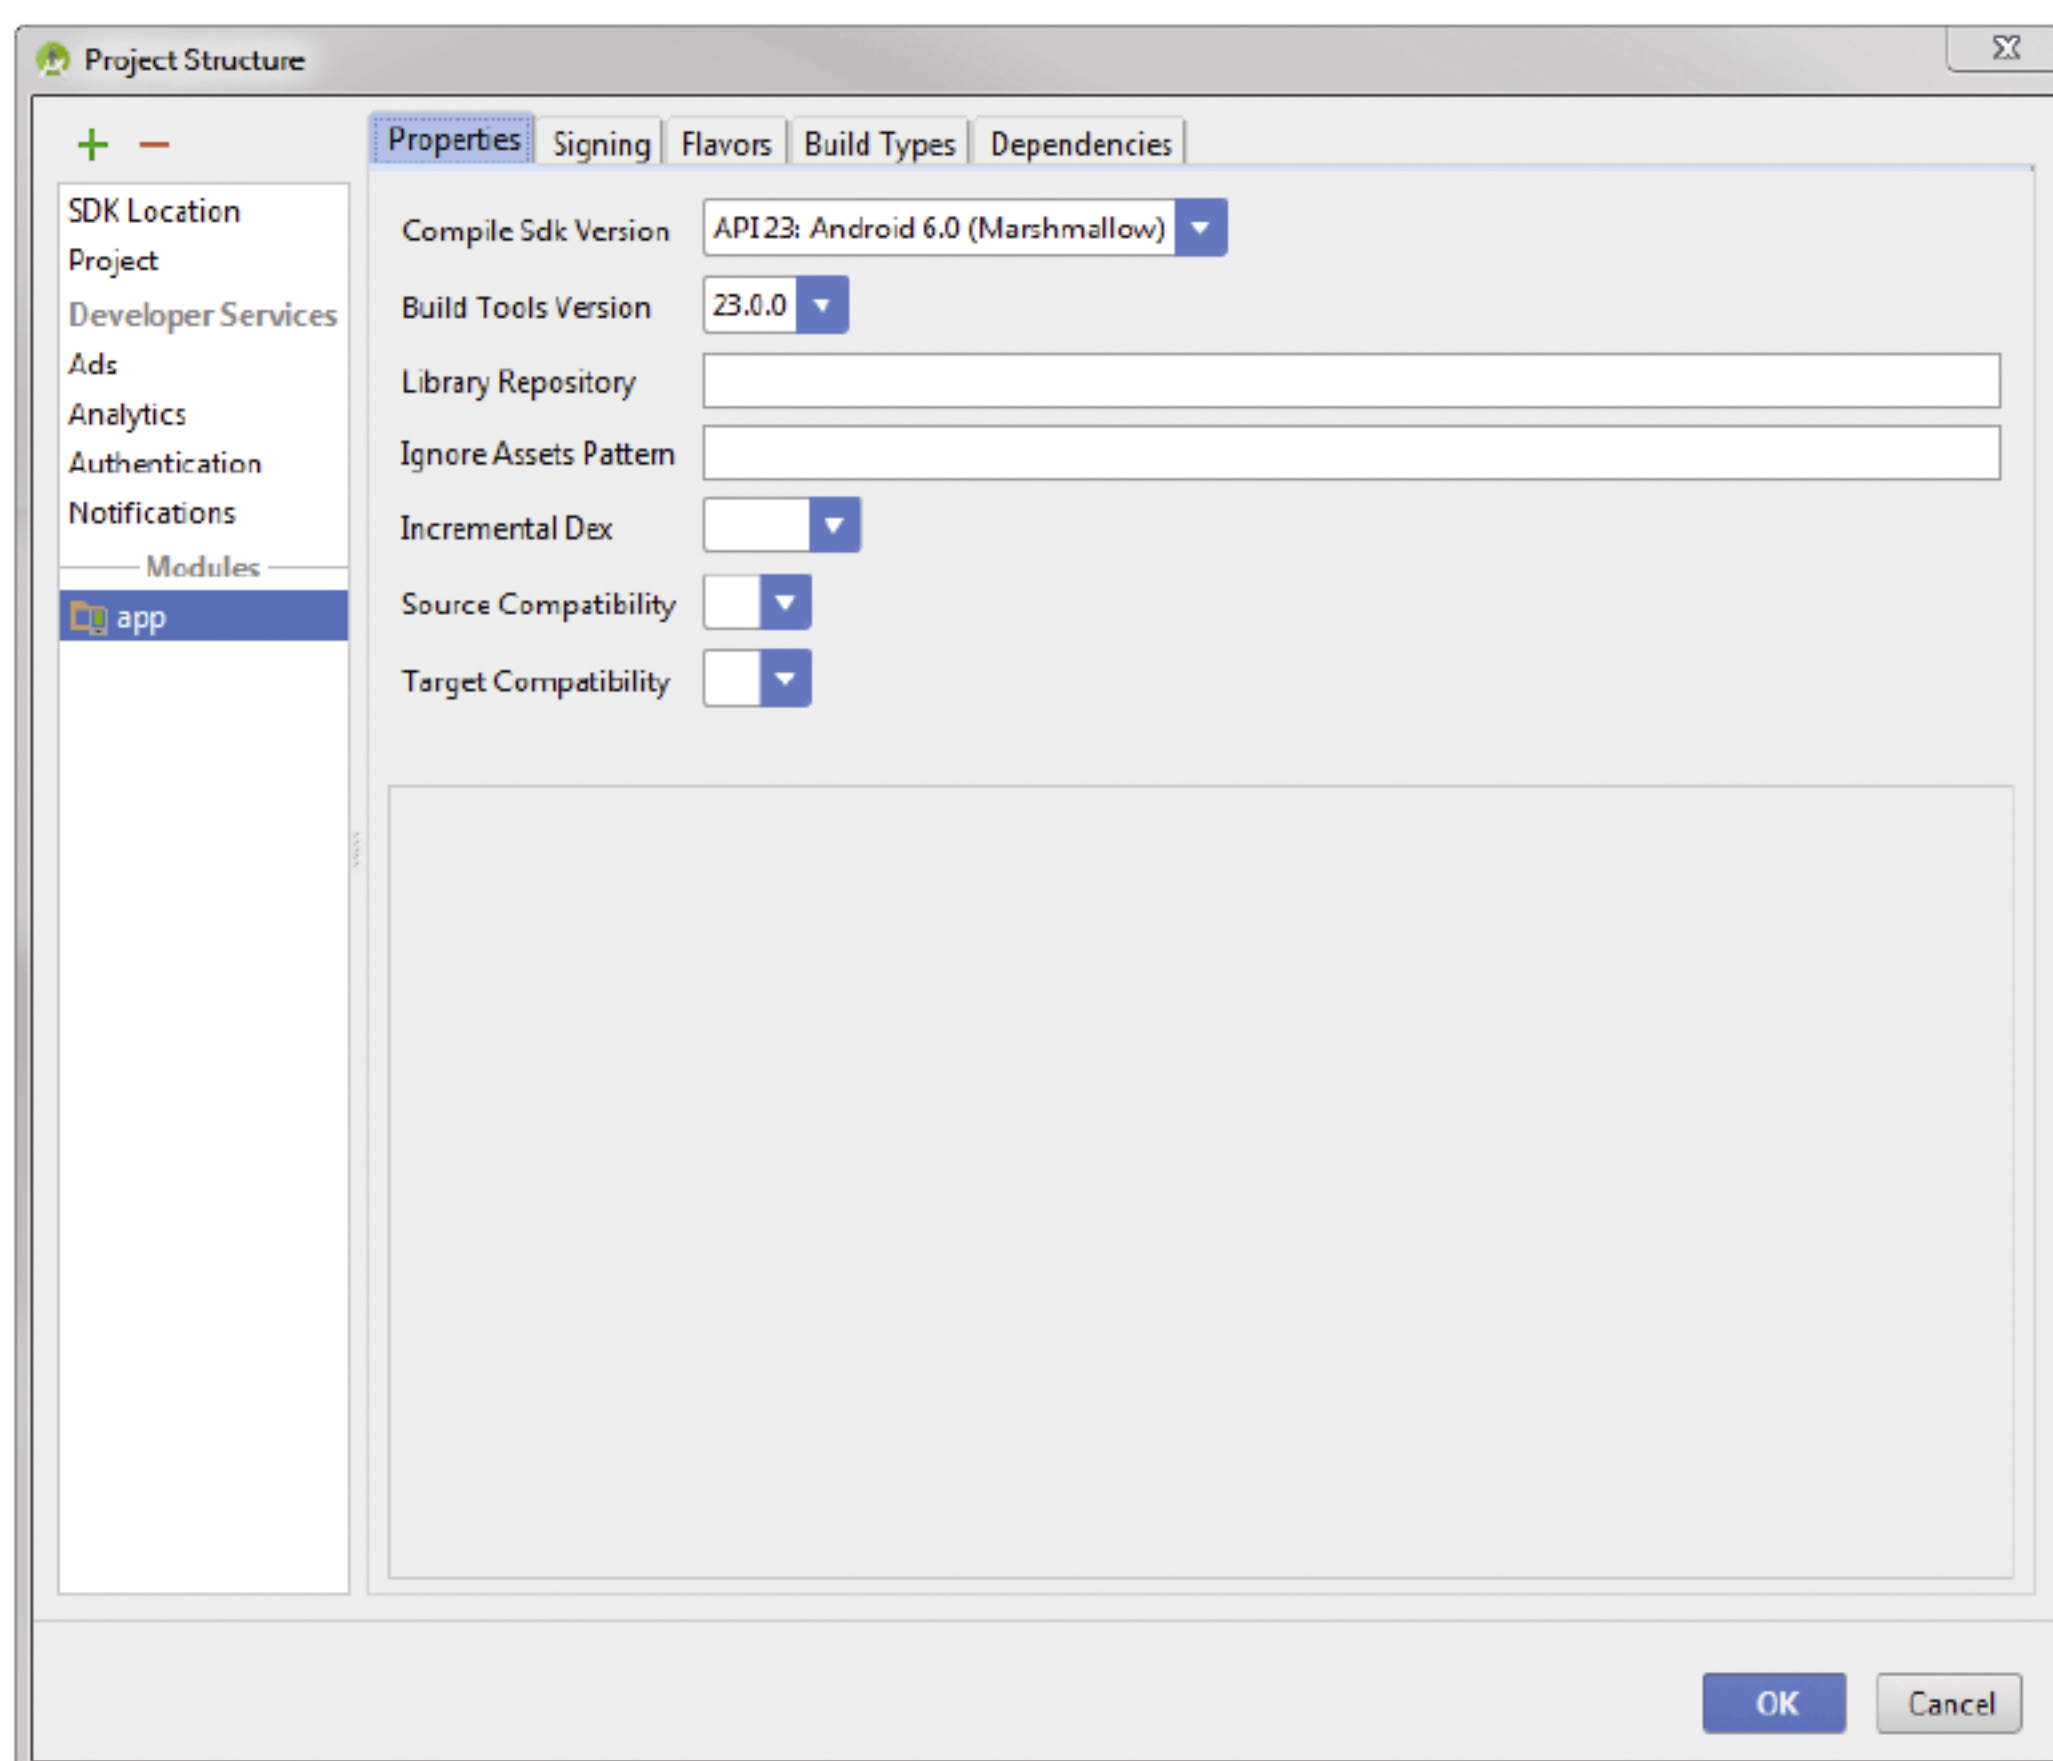 Project Structure
Properties Signing Flavors Build Types Dependencies
SDK Location
Project
Developer Services
Ads
Analytics
Authentication
Notifications
Modules
app
Compile Sdk Version API 23: Android 6.0 (Marshmallow)
Build Tools Version 23.0.0
Library Repository
Ignore Assets Pattern
Incremental Dex
Source Compatibility
Target Compatibility
OK Cancel